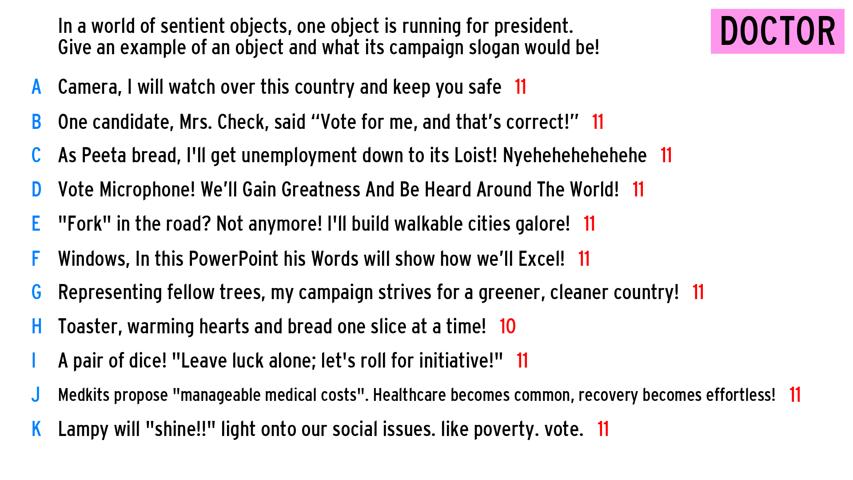 In a world of sentient objects, one object is running for president.
Give an example of an object and what its campaign slogan would be!
DOCTOR
A Camera, I will watch over this country and keep you safe 11
B One candidate, Mrs. Check, said “Vote for me, and that’s correct!” 11
C As Peeta bread, I'll get unemployment down to its Loist! Nyehehehehehehe 11
D Vote Microphone! We’ll Gain Greatness And Be Heard Around The World! 11
E "Fork" in the road? Not anymore! I'll build walkable cities galore! 11
F Windows, In this PowerPoint his Words will show how we’ll Excel! 11
G Representing fellow trees, my campaign strives for a greener, cleaner country! 11
H Toaster, warming hearts and bread one slice at a time! 10
I A pair of dice! "Leave luck alone; let's roll for initiative!" 11
J Medkits propose "manageable medical costs". Healthcare becomes common, recovery becomes effortless! 11
K Lampy will "shine!!" light onto our social issues. like poverty. vote. 11